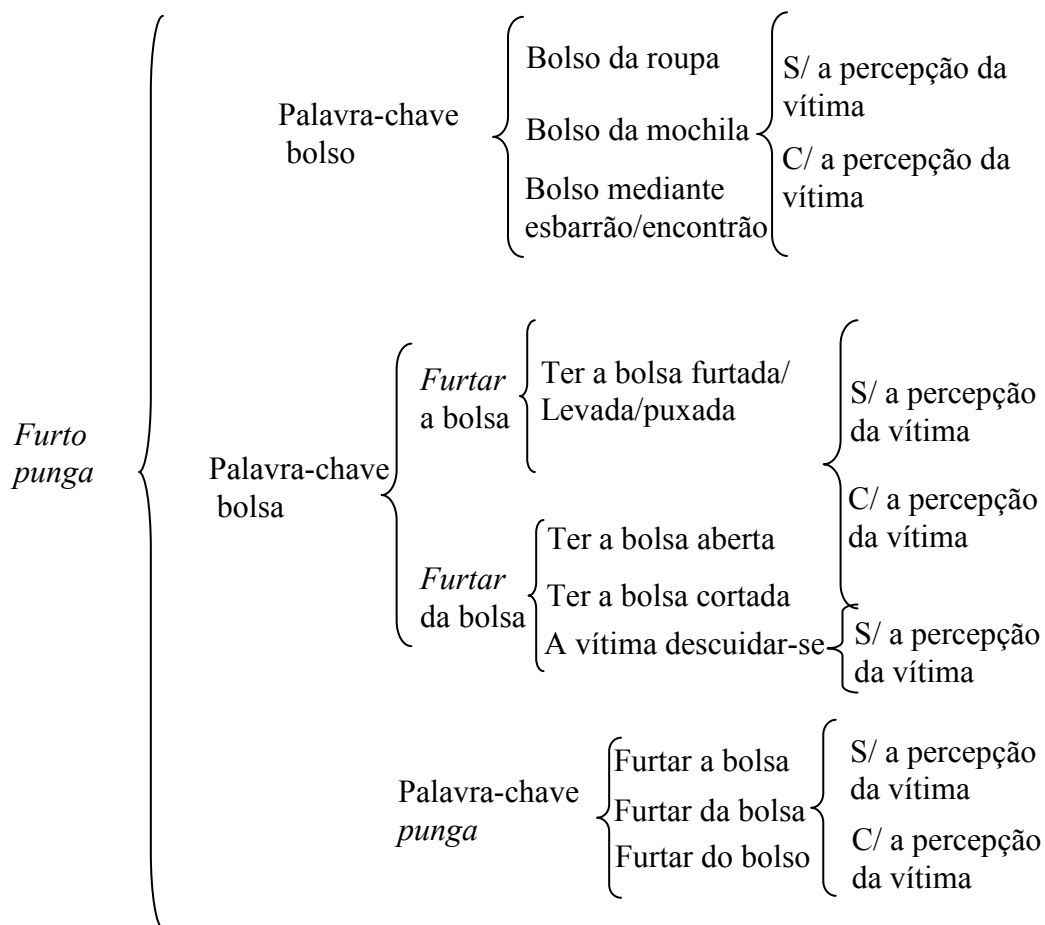 Furto
punga
Palavra-chave
bolso
Bolso da roupa
Bolso da mochila
Bolso mediante
esbarrão/encontrão
S/ a percepção da
vítima
C/ a percepção da
vítima
Palavra-chave
bolsa
Furtar
a bolsa
Ter a bolsa furtada/
Levada/puxada
Furtar
da bolsa
Ter a bolsa aberta
Ter a bolsa cortada
A vítima descuidar-se
S/ a percepção
da vítima
C/ a percepção
da vítima
S/ a percepção
da vítima
Palavra-chave
punga
Furtar a bolsa
Furtar da bolsa
Furtar do bolso
S/ a percepção
da vítima
C/ a percepção
da vítima